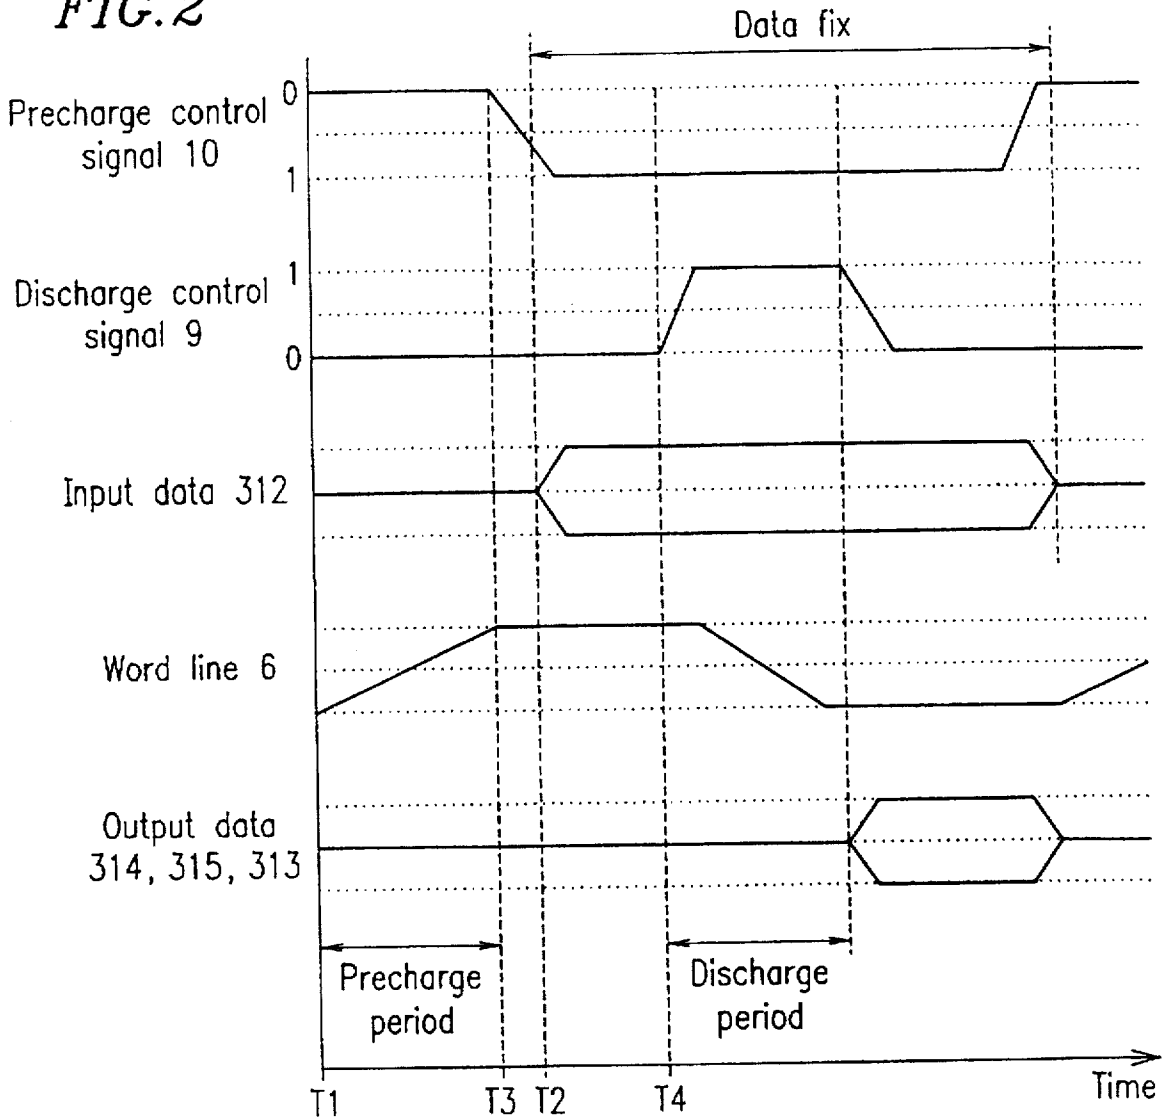 FIG.2
Data fix
0
Precharge control
signal 10
1
1
Discharge control
signal 9
0
Input data 312
Word line 6
Output data
314, 315, 313
Precharge
period
Discharge
period
T1
T3
T2
T4
Time